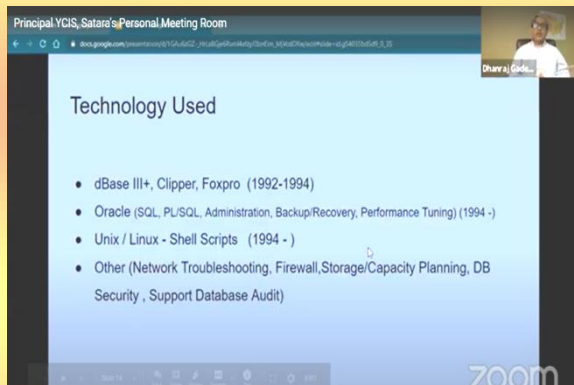 Principal YCIS, Satara's Personal Meeting Room
Dhanraj Gade...
Technology Used
• dBase III+, Clipper, Foxpro (1992-1994)
• Oracle (SQL, PL/SQL, Administration, Backup/Recovery, Performance Tuning) (1994 -)
• Unix / Linux - Shell Scripts (1994 - )
• Other (Network Troubleshooting, Firewall,Storage/Capacity Planning, DB
Security , Support Database Audit)
zoom